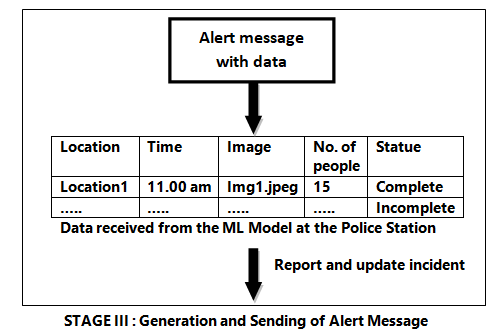 Alert message
with data
Location Time Image No. of people Statue
Location1 11.00 am Img1.jpeg 15 Complete
..... ..... ..... ..... Incomplete
Data received from the ML Model at the Police Station
Report and update incident
STAGE III : Generation and Sending of Alert Message